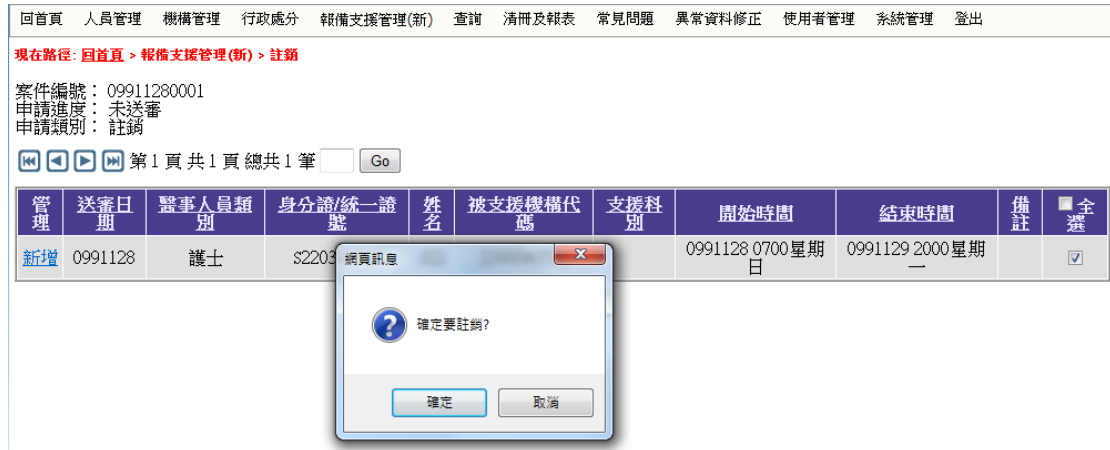 回首頁 人員管理 機構管理 行政處分 報備支援管理(新) 查詢 清冊及報表 常見問題 異常資料修正 使用者管理 系統管理 登出
現在路徑: 回首頁 > 報備支援管理(新) > 註銷
案件編號： 09911280001
申請進度： 未送審
申請類別： 註銷
第 1 頁 共 1 頁 總共 1 筆 Go
管理 送審日期 醫事人員類別 身分證/統一證號 姓名 被支援機構代碼 支援科別 開始時間 結束時間 備註 全選
新增 0991128 護士 S2203 0991128 0700星期日 0991129 2000星期一
網頁訊息
確定要註銷?
確定 取消